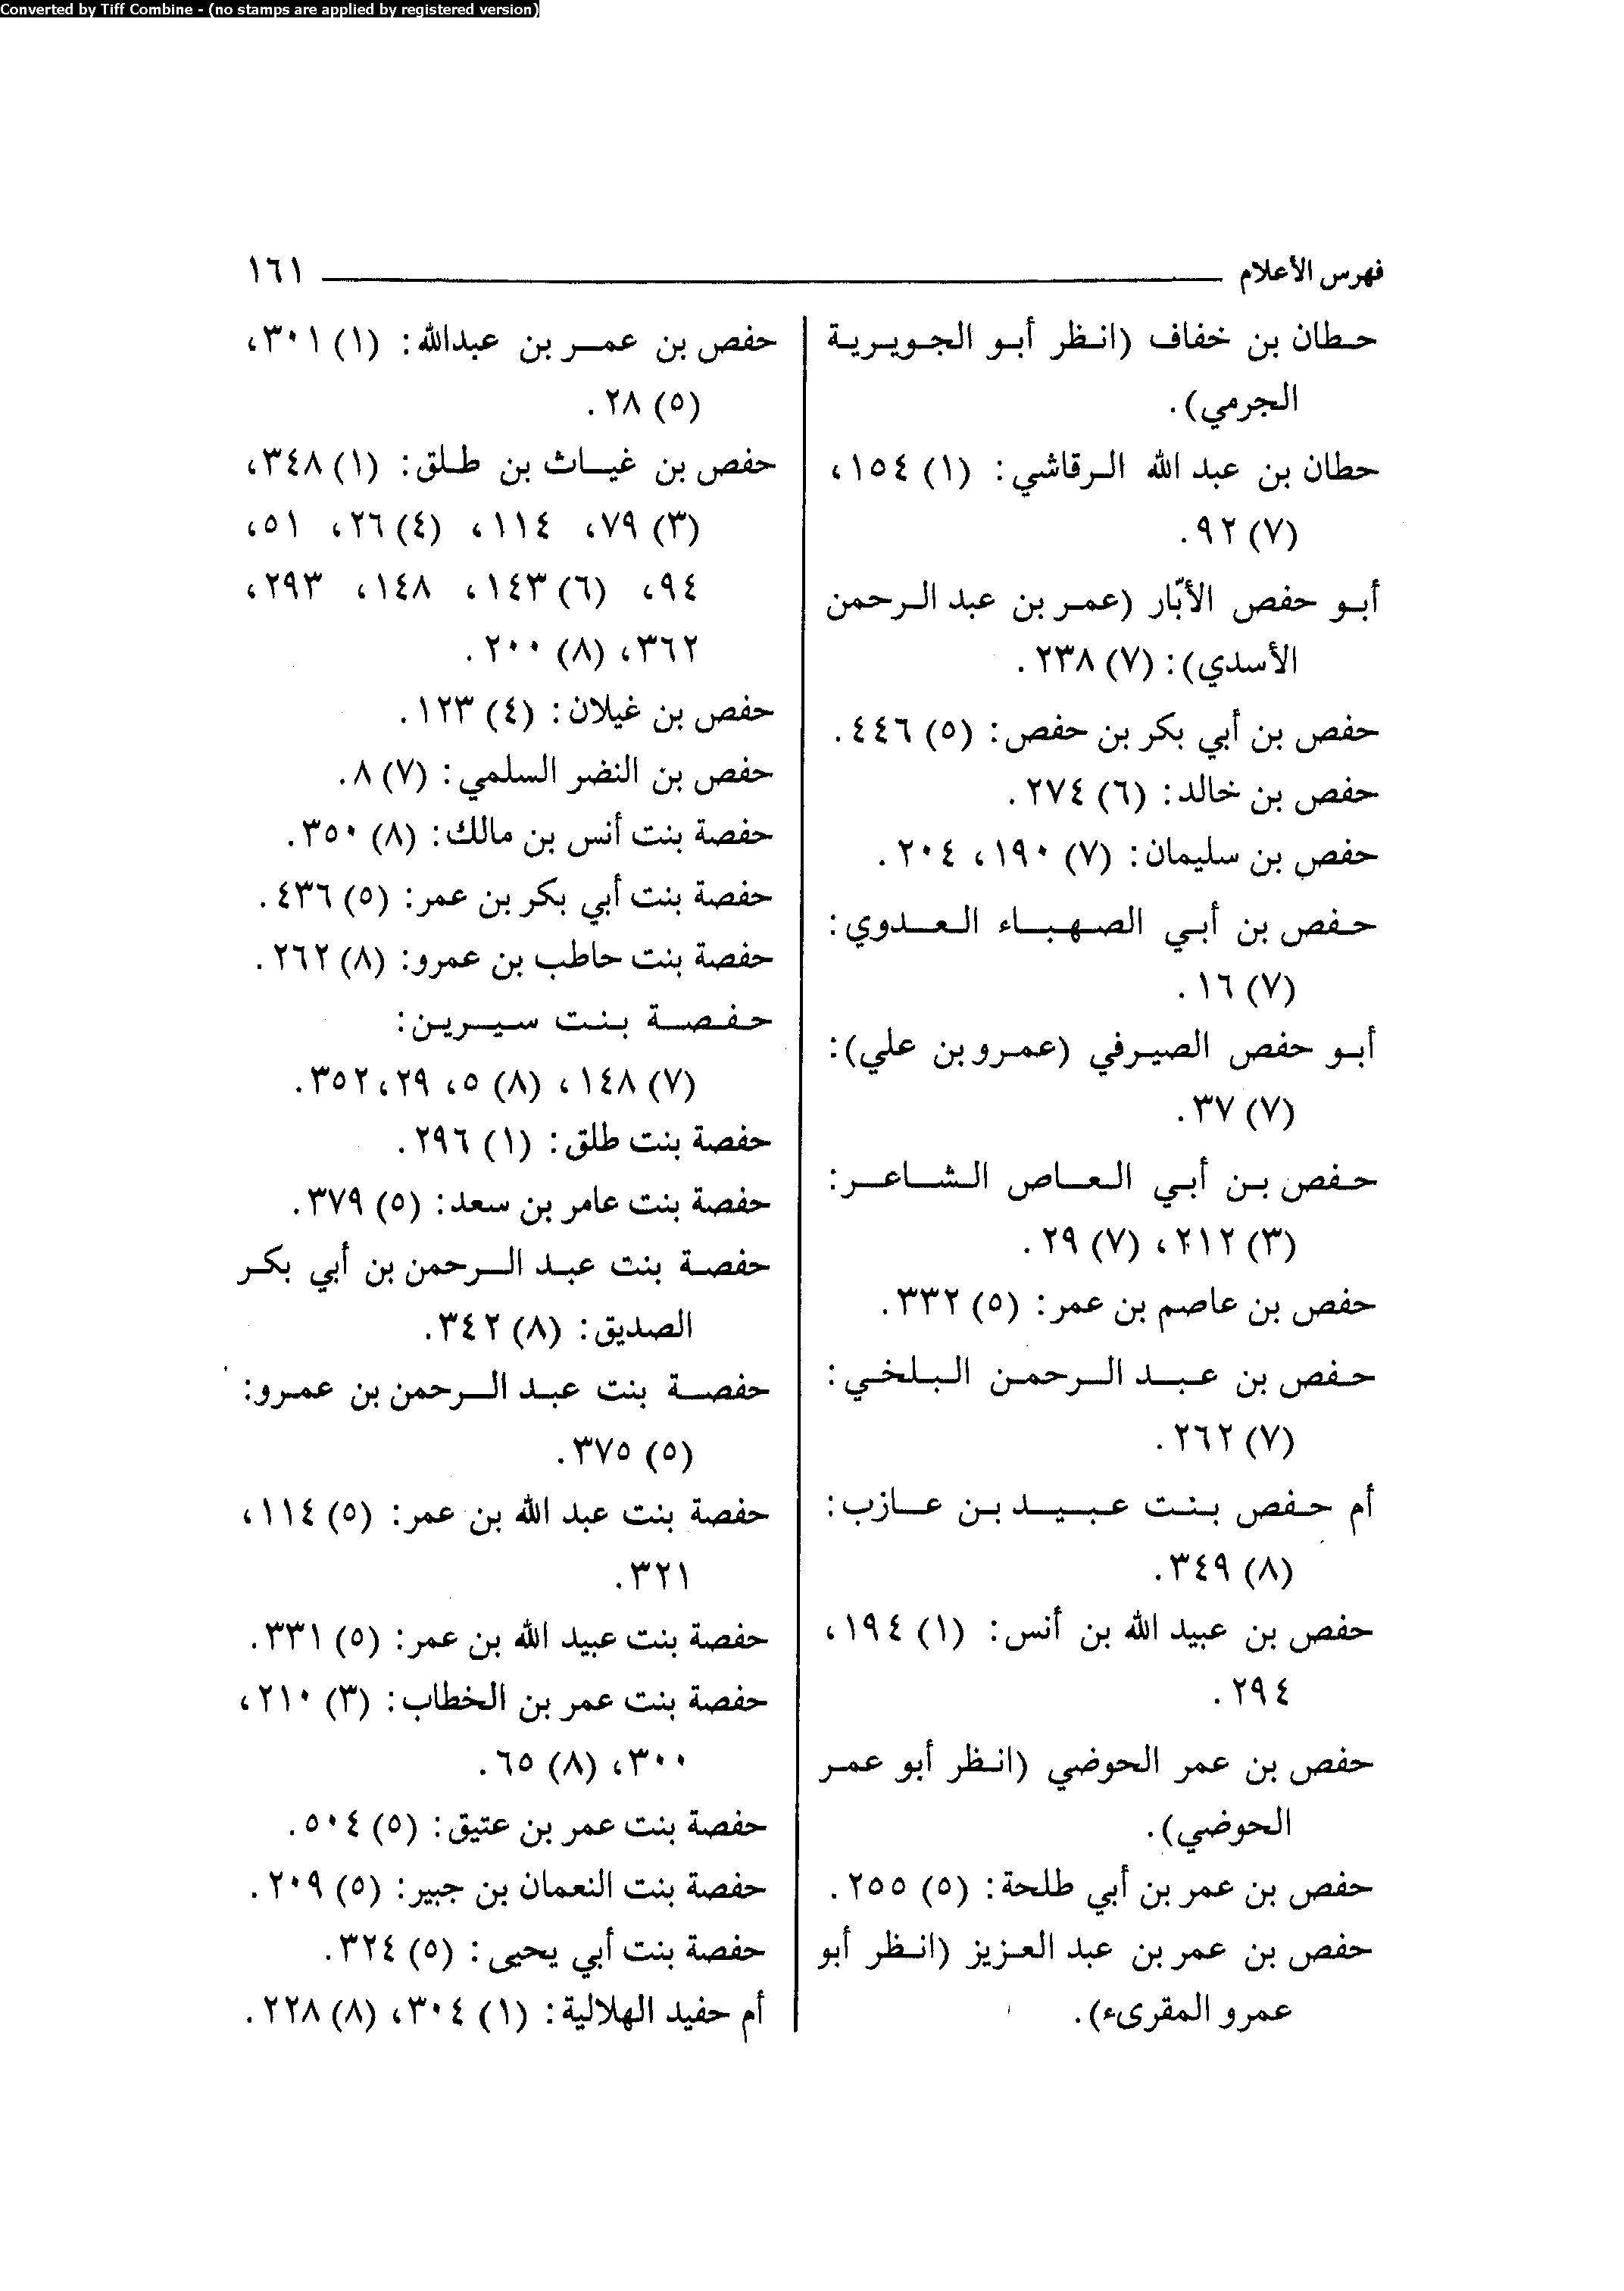 Converted by Tiff Combine - (no stamps are applied by registered version)
فهرس الأعلام ١٦١
حطان بن خفاف (انظر أبو الجويرية
الجرمي).
حطان بن عبد الله الرقاشي: (١) ١٥٤،
(٧) ٩٢.
أبو حفص الأبّار (عمر بن عبد الرحمن
الأسدي): (٧) ٢٣٨.
حفص بن أبي بكر بن حفص: (٥) ٤٤٦.
حفص بن خالد: (٦) ٢٧٤.
حفص بن سليمان: (٧) ١٩٠، ٢٠٤.
حفص بن أبي الصهباء العدوي:
(٧) ١٦.
أبو حفص الصيرفي (عمرو بن علي):
(٧) ٣٧.
حفص بن أبي العاص الشاعر:
(٣) ٢١٢، (٧) ٢٩.
حفص بن عاصم بن عمر: (٥) ٣٣٢.
حفص بن عبد الرحمن البلخي:
(٧) ٢٦٢.
أم حفص بنت عبيد بن عازب:
(٨) ٣٤٩.
حفص بن عبيد الله بن أنس: (١) ١٩٤،
٢٩٤.
حفص بن عمر الحوضي (انظر أبو عمر
الحوضي).
حفص بن عمر بن أبي طلحة: (٥) ٢٥٥.
حفص بن عمر بن عبد العزيز (انظر أبو
عمرو المقرىء).
حفص بن عمر بن عبدالله: (١) ٣٠١،
(٥) ٢٨.
حفص بن غياث بن طلق: (١) ٣٤٨،
(٣) ٧٩، ١١٤، (٤) ٢٦، ٥١،
٩٤، (٦) ١٤٣، ١٤٨، ٢٩٣،
٣٦٢، (٨) ٢٠٠.
حفص بن غيلان: (٤) ١٢٣.
حفص بن النضر السلمي: (٧) ٨.
حفصة بنت أنس بن مالك: (٨) ٣٥٠.
حفصة بنت أبي بكر بن عمر: (٥) ٤٣٦.
حفصة بنت حاطب بن عمرو: (٨) ٢٦٢.
حفصة بنت سيرين:
(٧) ١٤٨، (٨) ٥، ٢٩، ٣٥٢.
حفصة بنت طلق: (١) ٢٩٦.
حفصة بنت عامر بن سعد: (٥) ٣٧٩.
حفصة بنت عبد الرحمن بن أبي بكر
الصديق: (٨) ٣٤٢.
حفصة بنت عبد الرحمن بن عمرو:
(٥) ٣٧٥.
حفصة بنت عبد الله بن عمر: (٥) ١١٤،
٣٢١.
حفصة بنت عبيد الله بن عمر: (٥) ٣٣١.
حفصة بنت عمر بن الخطاب: (٣) ٢١٠،
٣٠٠، (٨) ٦٥.
حفصة بنت عمر بن عتيق: (٥) ٥٠٤.
حفصة بنت النعمان بن جبير: (٥) ٢٠٩.
حفصة بنت أبي يحيى: (٥) ٣٢٤.
أم حفيد الهلالية: (١) ٣٠٤، (٨) ٢٢٨.